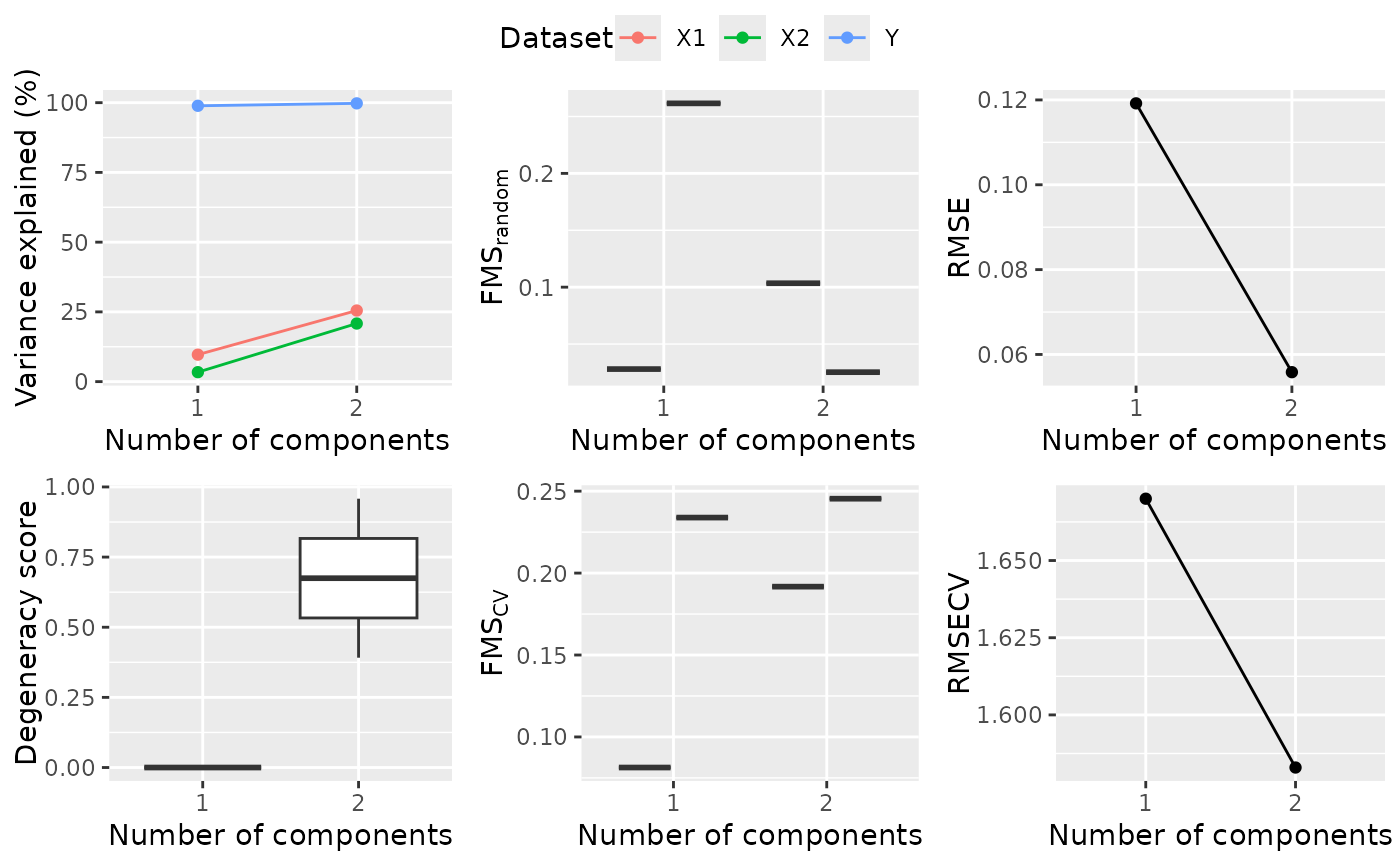 Dataset X1 X2 Y
Variance explained (%)
100
75
50
25
0
1 2
Number of components
FMSrandom
0.2
0.1
1 2
Number of components
RMSE
0.12
0.10
0.08
0.06
1 2
Number of components
Degeneracy score
1.00
0.75
0.50
0.25
0.00
1 2
Number of components
FMSCV
0.25
0.20
0.15
0.10
1 2
Number of components
RMSECV
1.650
1.625
1.600
1 2
Number of components